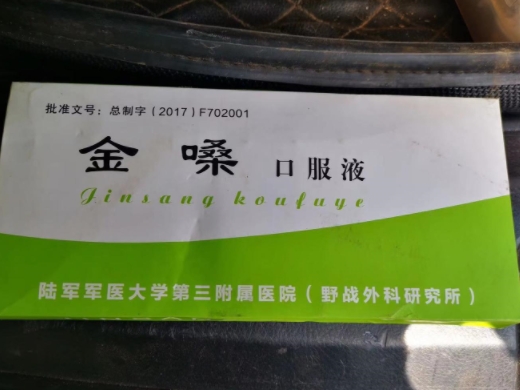 批准文号：总制字（2017）F702001
金 嗓 口服液
Jinsang koufuye
陆军军医大学第三附属医院（野战外科研究所）